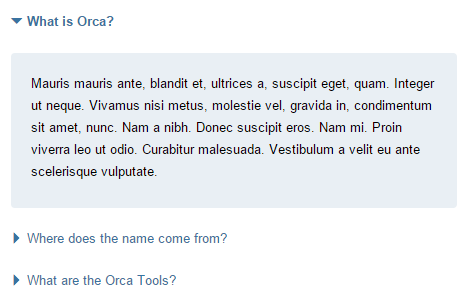 What is Orca?
Mauris mauris ante, blandit et, ultrices a, suscipit eget, quam. Integer
ut neque. Vivamus nisi metus, molestie vel, gravida in, condimentum
sit amet, nunc. Nam a nibh. Donec suscipit eros. Nam mi. Proin
viverra leo ut odio. Curabitur malesuada. Vestibulum a velit eu ante
scelerisque vulputate.
Where does the name come from?
What are the Orca Tools?